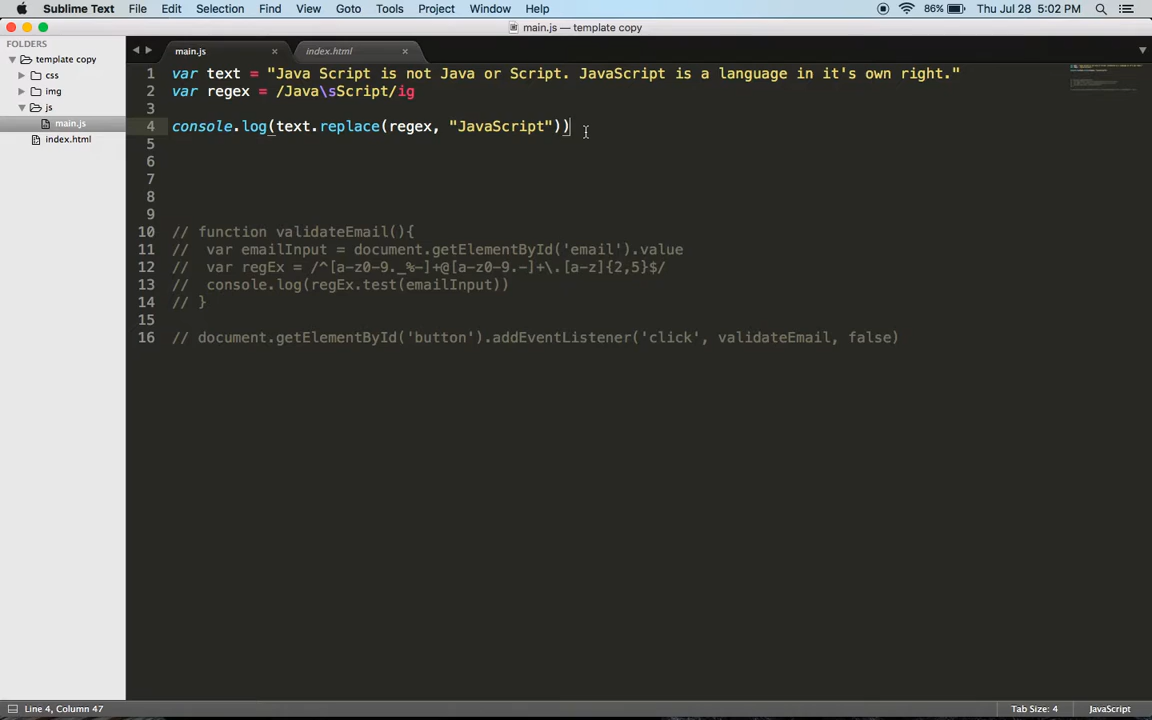 Sublime Text File Edit Selection Find View Goto Tools Project Window Help 86% Thu Jul 28 5:02 PM
main.js — template copy
FOLDERS
template copy
css
img
js
main.js
index.html
main.js × index.html ×
1 var text = "Java Script is not Java or Script. JavaScript is a language in it's own right."
2 var regex = /Java\sScript/ig
3
4 console.log(text.replace(regex, "JavaScript"))
5
6
7
8
9
10 // function validateEmail(){
11 //  var emailInput = document.getElementById('email').value
12 //  var regEx = /^[a-z0-9._%-]+@[a-z0-9.-]+\.[a-z]{2,5}$/
13 //  console.log(regEx.test(emailInput))
14 // }
15
16 // document.getElementById('button').addEventListener('click', validateEmail, false)
Line 4, Column 47 Tab Size: 4 JavaScript